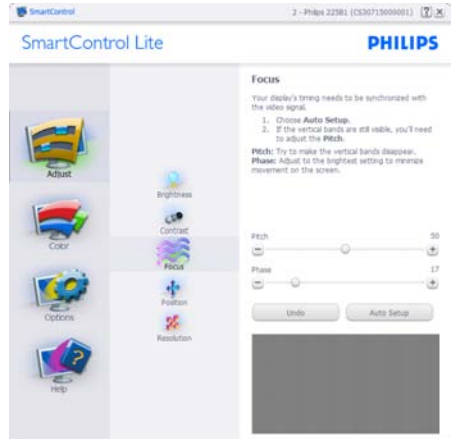 SmartControl
2 - Philips 225B1 (CS30715000001)
SmartControl Lite
PHILIPS
Adjust
Color
Options
Help
Brightness
Contrast
Focus
Position
Resolution
Focus
Your display's timing needs to be synchronized with
the video signal.
1. Choose Auto Setup.
2. If the vertical bands are still visible, you'll need
to adjust the Pitch.
Pitch: Try to make the vertical bands disappear.
Phase: Adjust to the brightest setting to minimize
movement on the screen.
Pitch 50
Phase 17
Undo
Auto Setup